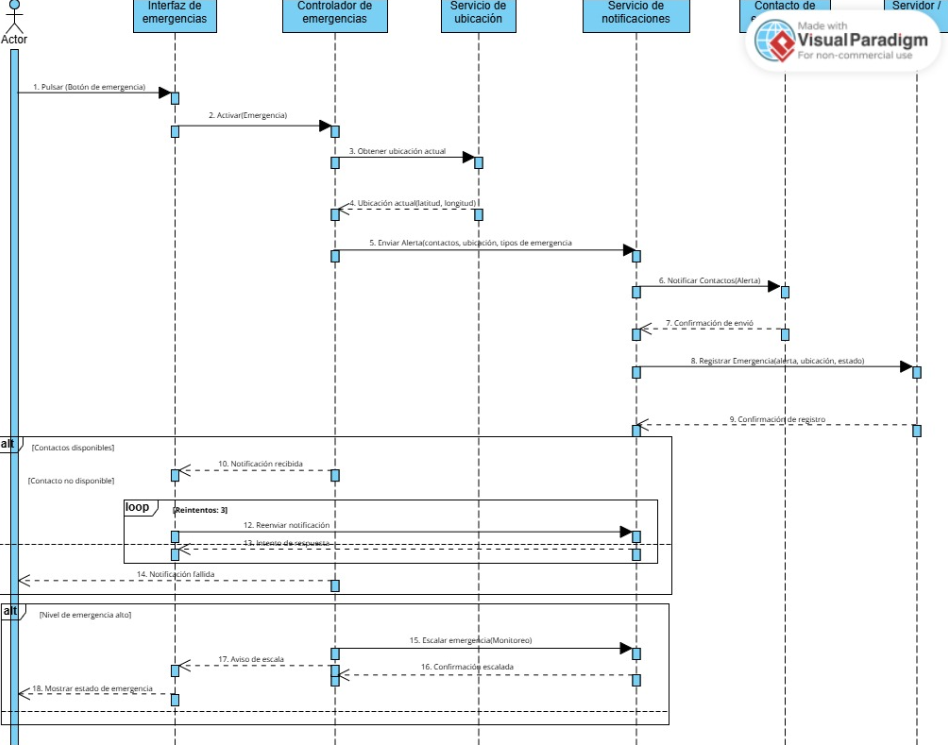 Interfaz de
emergencias
Controlador de
emergencias
Servicio de
ubicación
Servicio de
notificaciones
Contacto de
Servidor /
Made with
Visual Paradigm
For non-commercial use
Actor
1. Pulsar (Botón de emergencia)
2. Activar(Emergencia)
3. Obtener ubicación actual
4. Ubicación actual(latitud, longitud)
5. Enviar Alerta(contactos, ubicación, tipos de emergencia
6. Notificar Contactos(Alerta)
7. Confirmación de envió
8. Registrar Emergencia(alerta, ubicación, estado)
9. Confirmación de registro
alt
[Contactos disponibles]
10. Notificación recibida
[Contacto no disponible]
loop
[Reintentos: 3]
12. Reenviar notificación
13. Intento de respuesta
14. Notificación fallida
alt
[Nivel de emergencia alto]
15. Escalar emergencia(Monitoreo)
17. Aviso de escala
16. Confirmación escalada
18. Mostrar estado de emergencia